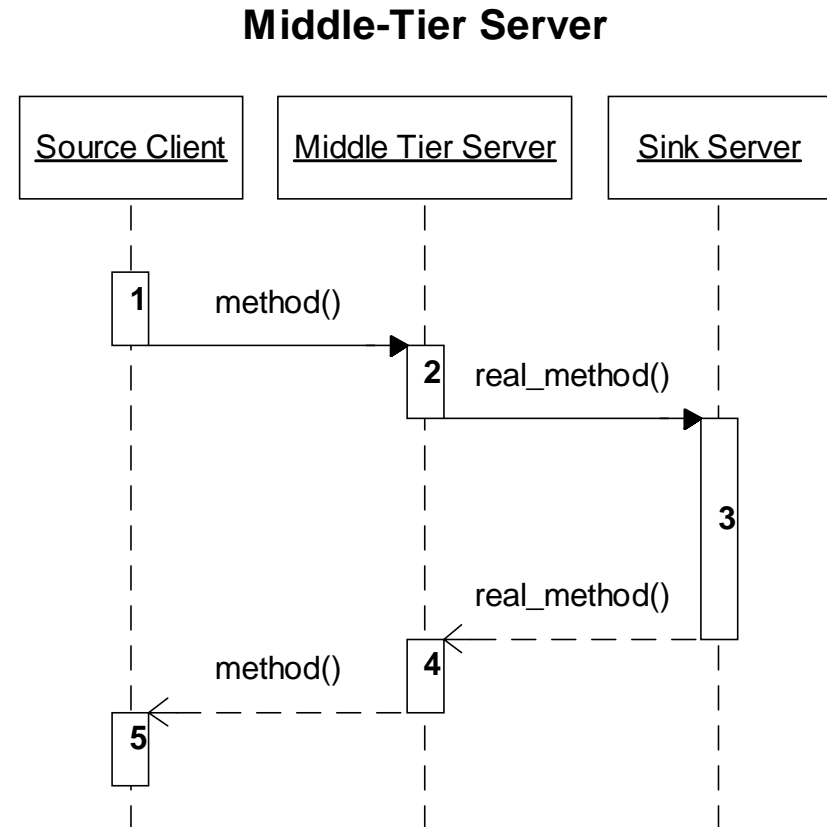 Middle-Tier Server
Source Client
Middle Tier Server
Sink Server
1
method()
2
real_method()
3
real_method()
4
method()
5